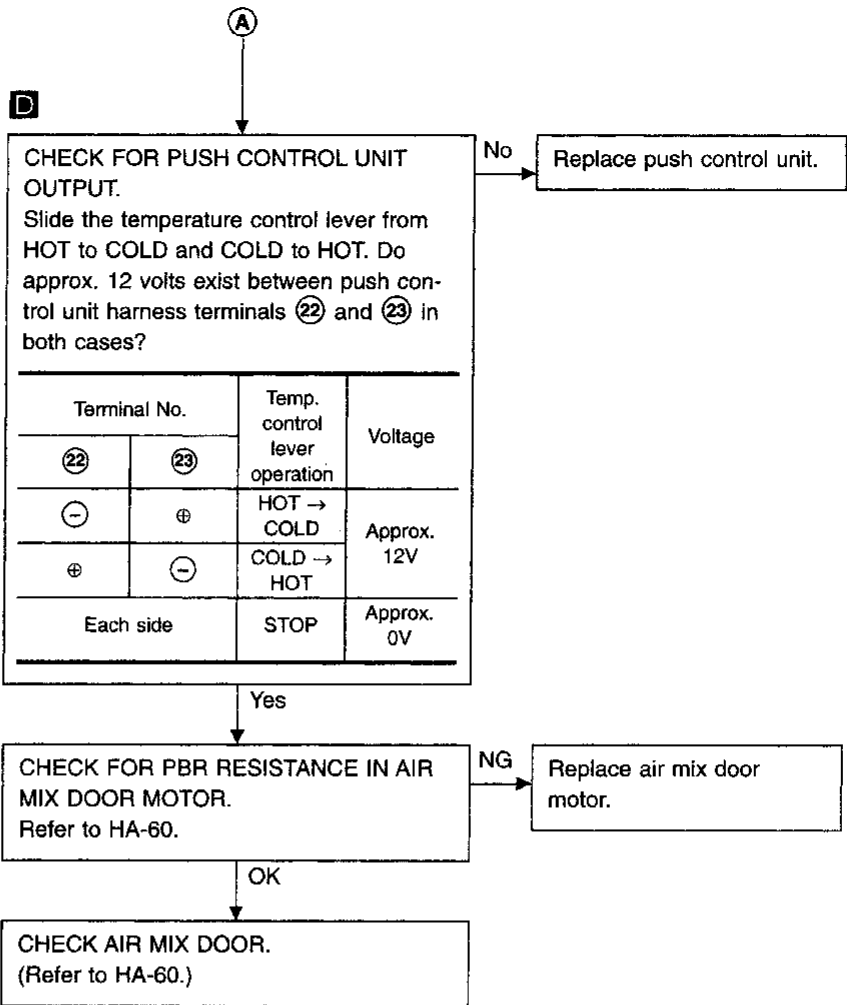 A
D
CHECK FOR PUSH CONTROL UNIT
OUTPUT.
Slide the temperature control lever from
HOT to COLD and COLD to HOT. Do
approx. 12 volts exist between push con-
trol unit harness terminals ㉒ and ㉓ in
both cases?
No
Replace push control unit.
Terminal No.
Temp.
control
lever
operation
Voltage
㉒ ㉓
⊖ ⊕
HOT →
COLD
Approx.
12V
⊕ ⊖
COLD →
HOT
Each side
STOP
Approx.
0V
Yes
CHECK FOR PBR RESISTANCE IN AIR
MIX DOOR MOTOR.
Refer to HA-60.
NG
Replace air mix door
motor.
OK
CHECK AIR MIX DOOR.
(Refer to HA-60.)